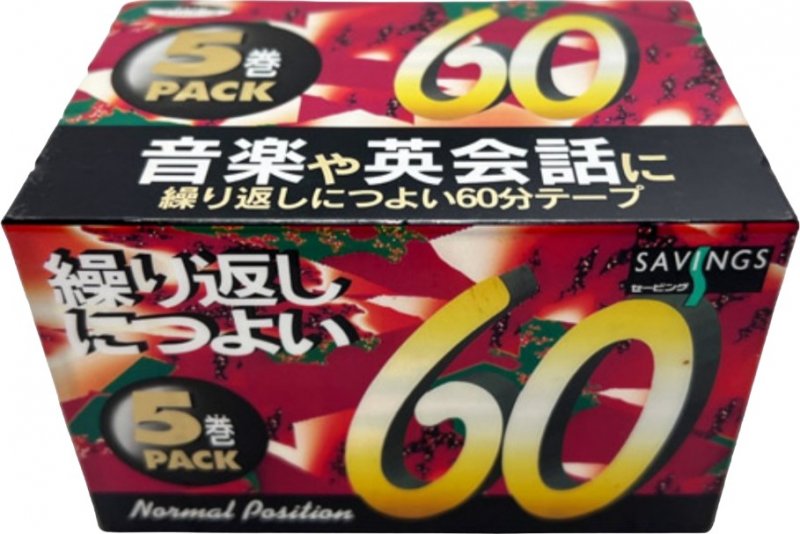 5巻
PACK
60
音楽や英会話に
繰り返しにつよい60分テープ
繰り返し
につよい
SAVINGS
セービング
60
5巻
PACK
Normal Position